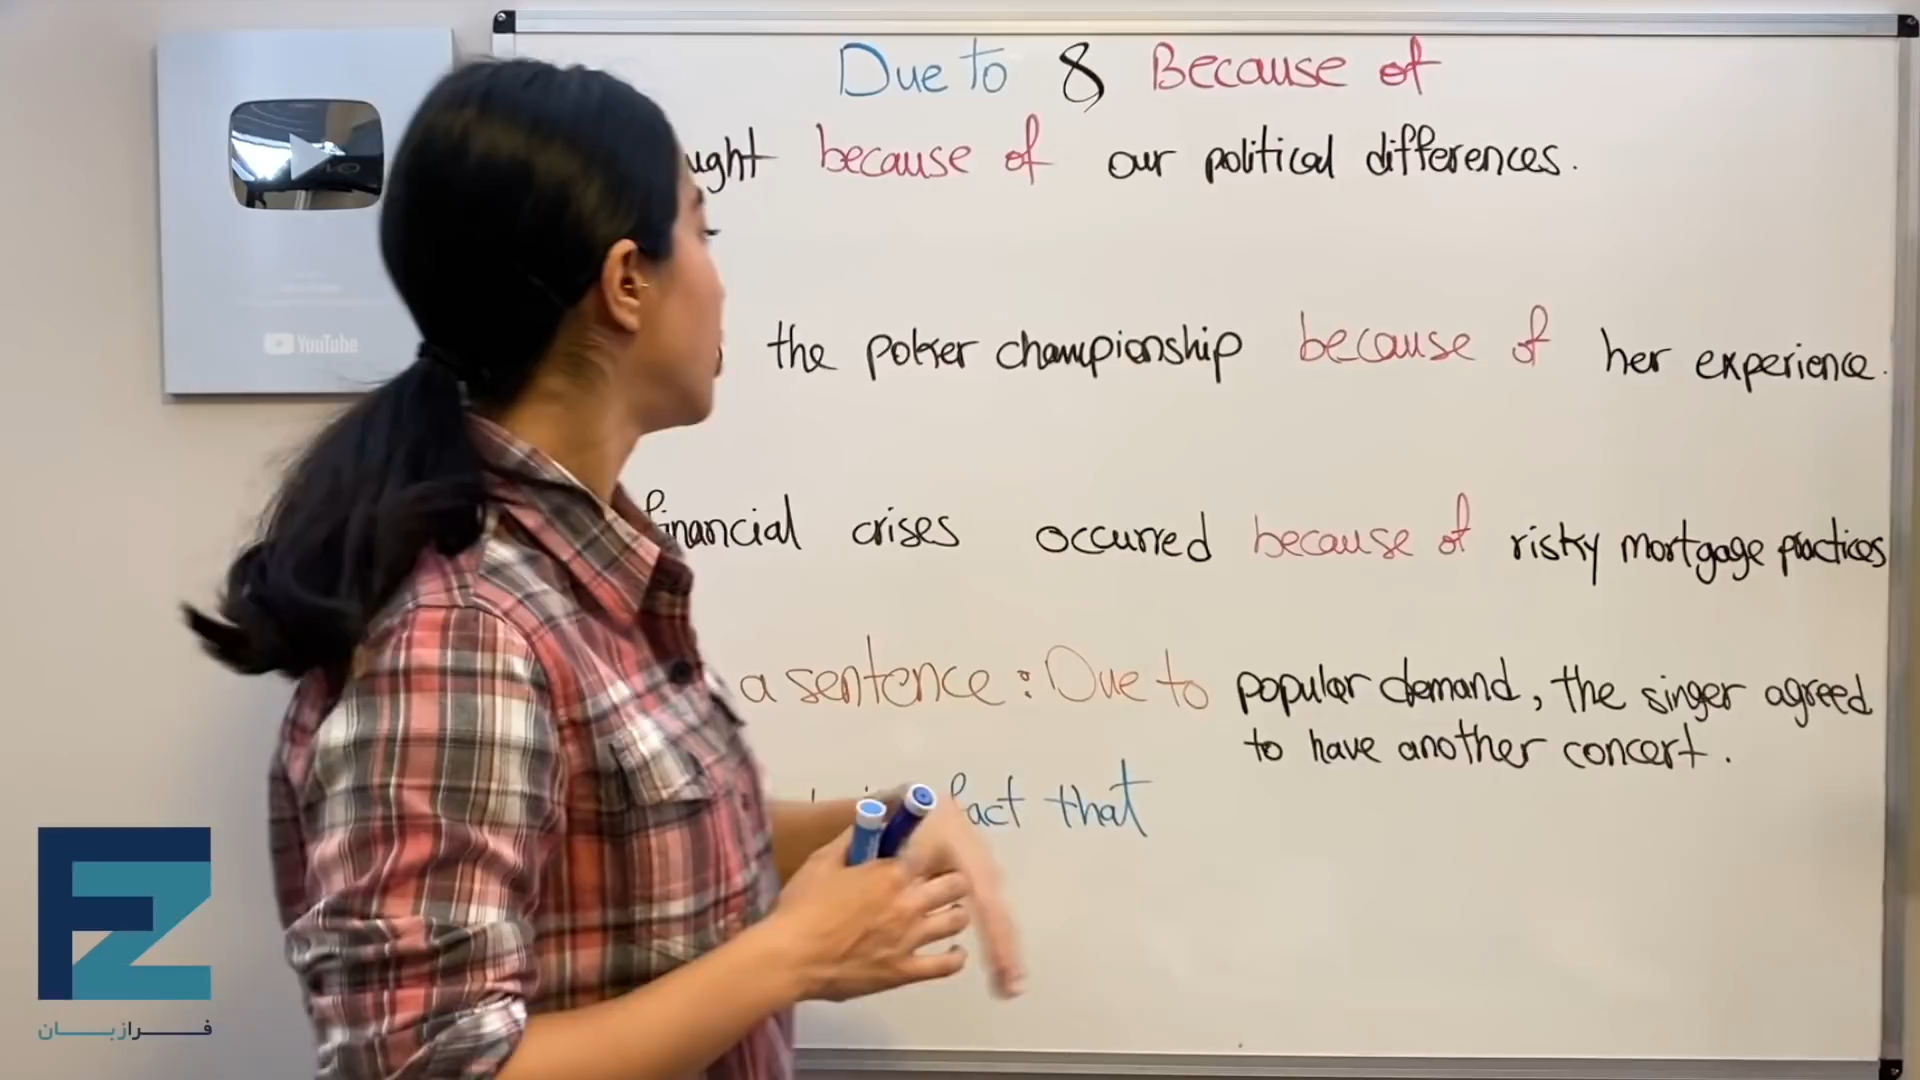 Due to & Because of
because of our political differences.
the poker championship because of her experience.
financial crises occurred because of risky mortgage practices
a sentence: Due to popular demand, the singer agreed
to have another concert.
fact that
YouTube
فرازبان